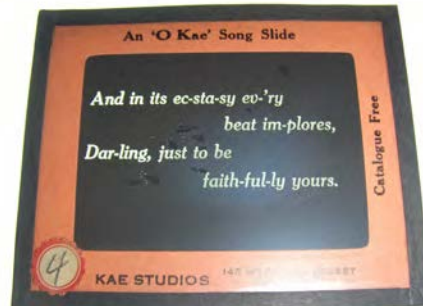 An 'O Kae' Song Slide
And in its ec-sta-sy ev-'ry
beat im-plores,
Dar-ling, just to be
faith-ful-ly yours.
Catalogue Free
4
KAE STUDIOS